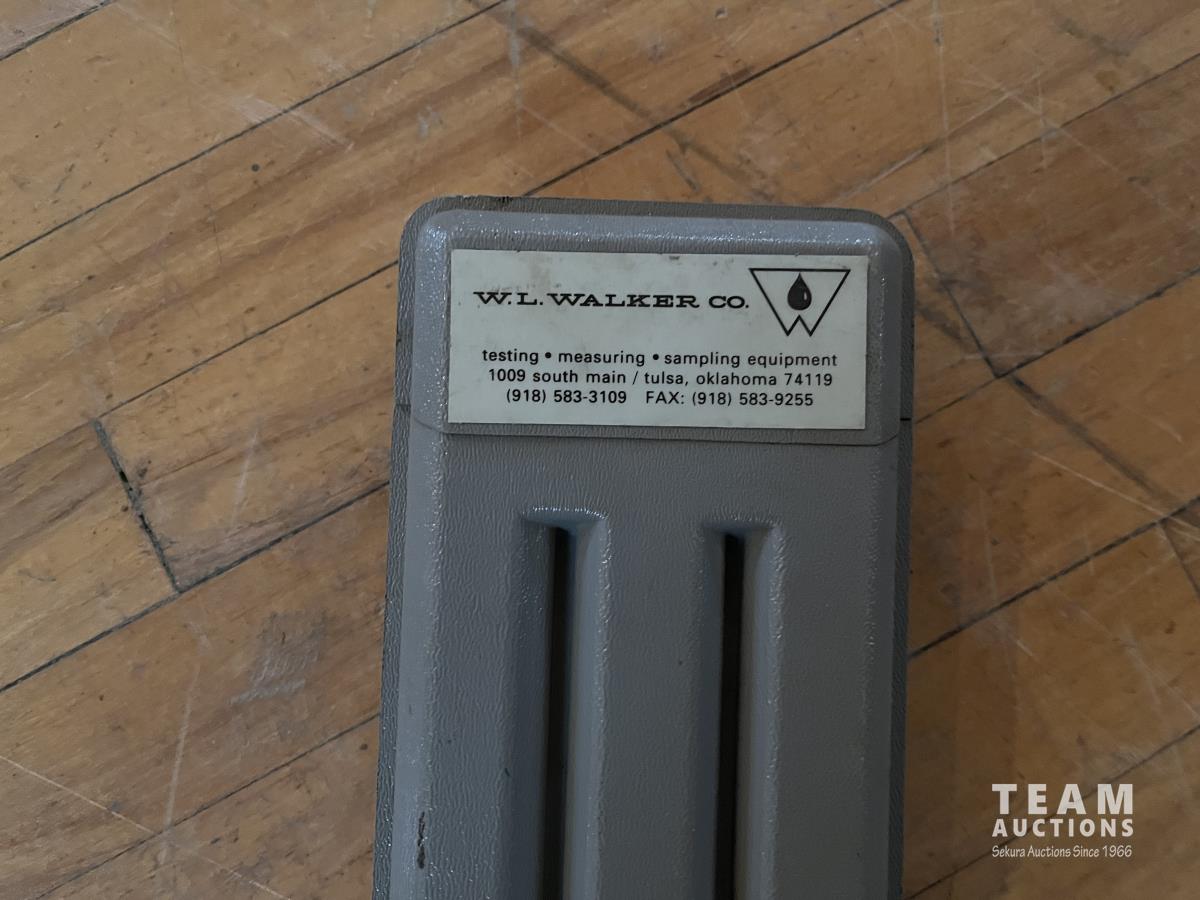 W. L. WALKER CO.
testing • measuring • sampling equipment
1009 south main / tulsa, oklahoma 74119
(918) 583-3109 FAX: (918) 583-9255
TEAM
AUCTIONS
Sekura Auctions Since 1966